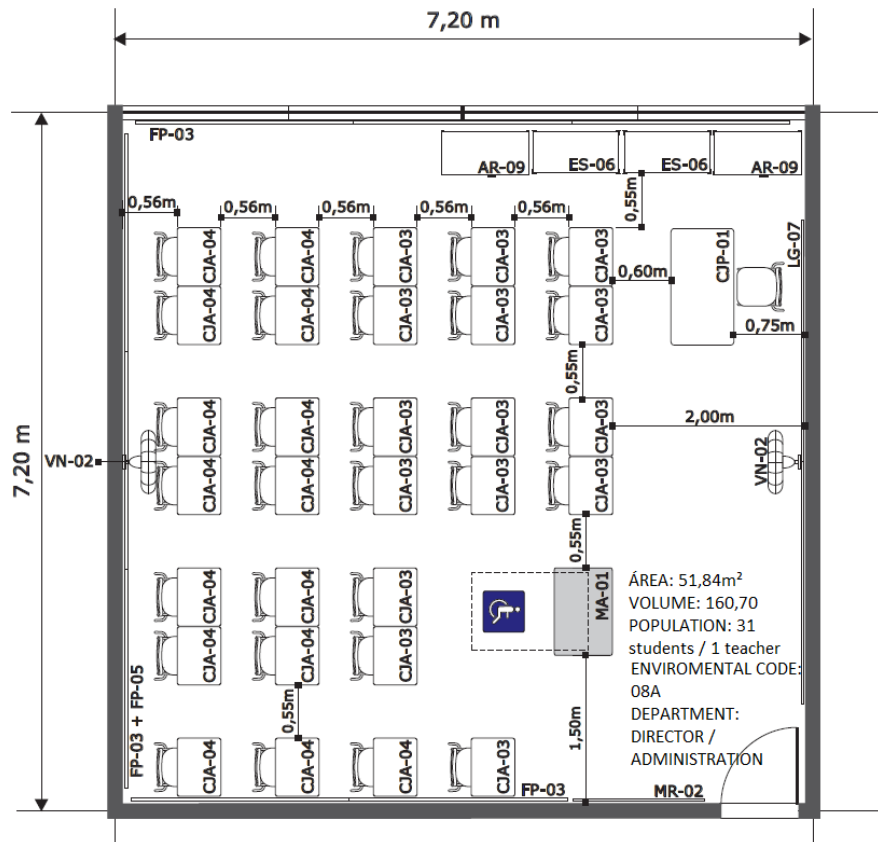 7,20 m
FP-03
AR-09
ES-06
ES-06
AR-09
0,56m
0,56m
0,56m
0,56m
0,56m
0,55m
CJA-04
CJA-04
CJA-03
CJA-03
CJA-03
0,60m
CJP-01
LG-07
CJA-04
CJA-04
CJA-03
CJA-03
CJA-03
0,75m
0,55m
CJA-04
CJA-04
CJA-03
CJA-03
CJA-03
2,00m
7,20 m
VN-02
VN-02
CJA-04
CJA-04
CJA-03
CJA-03
CJA-03
0,55m
CJA-04
CJA-04
CJA-03
MA-01
CJA-04
CJA-04
CJA-03
ÁREA: 51,84m²
VOLUME: 160,70
POPULATION: 31
students / 1 teacher
ENVIROMENTAL CODE:
08A
DEPARTMENT:
DIRECTOR /
ADMINISTRATION
FP-03 + FP-05
0,55m
1,50m
CJA-04
CJA-04
CJA-04
CJA-03
FP-03
MR-02